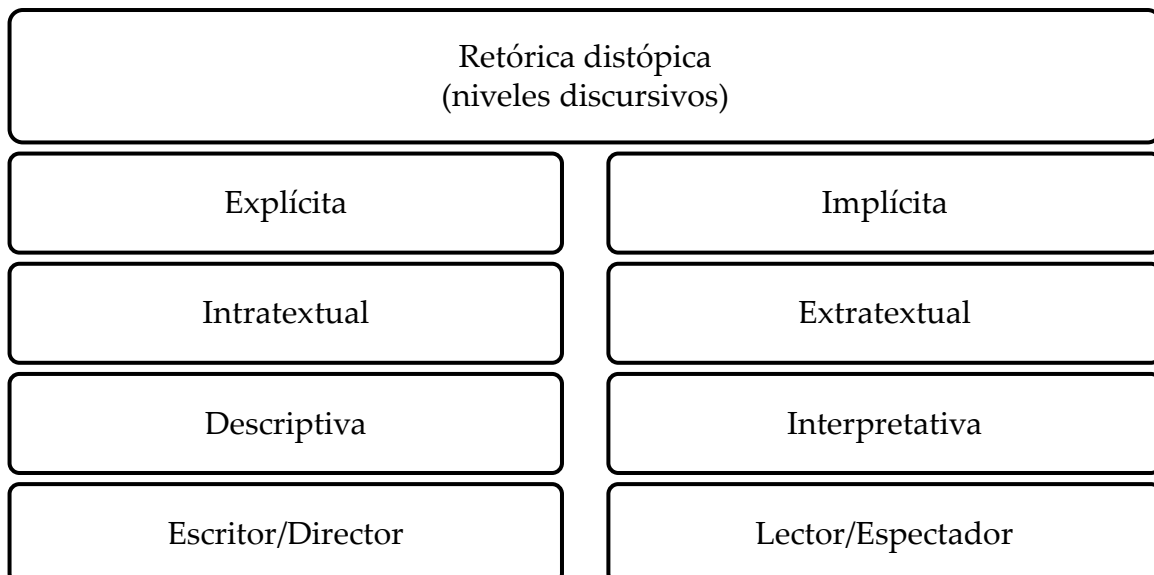 Retórica distópica
(niveles discursivos)
Explícita
Implícita
Intratextual
Extratextual
Descriptiva
Interpretativa
Escritor/Director
Lector/Espectador